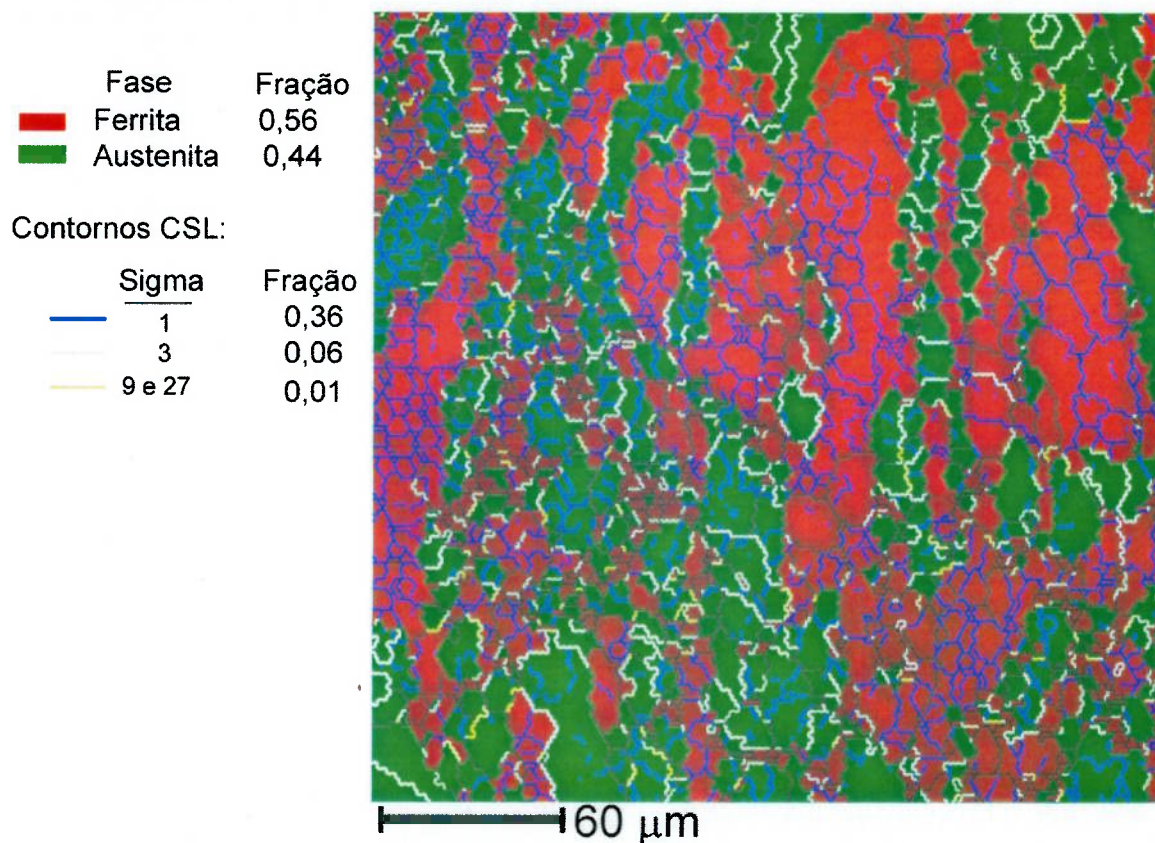 Fase Fração
Ferrita 0,56
Austenita 0,44
Contornos CSL:
Sigma Fração
1 0,36
3 0,06
9 e 27 0,01
60 μm